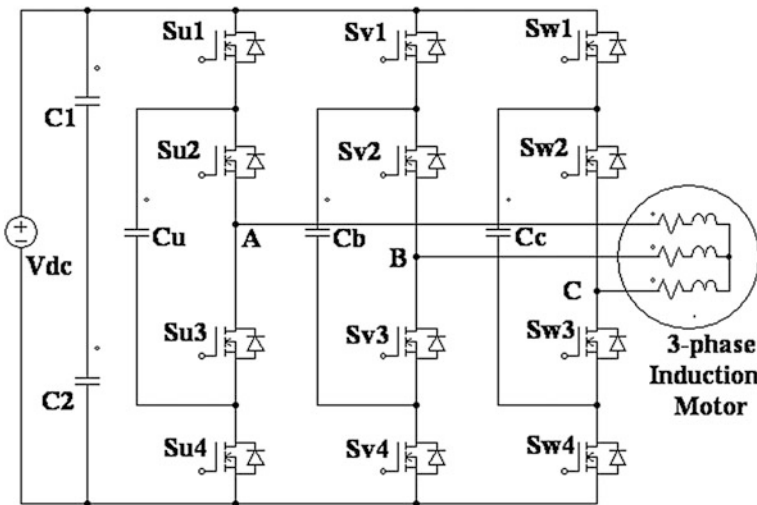 Su1
Sv1
Sw1
C1
Su2
Sv2
Sw2
Vdc
Cu
A
Cb
B
Cc
C
Su3
Sv3
Sw3
C2
Su4
Sv4
Sw4
3-phase
Induction
Motor